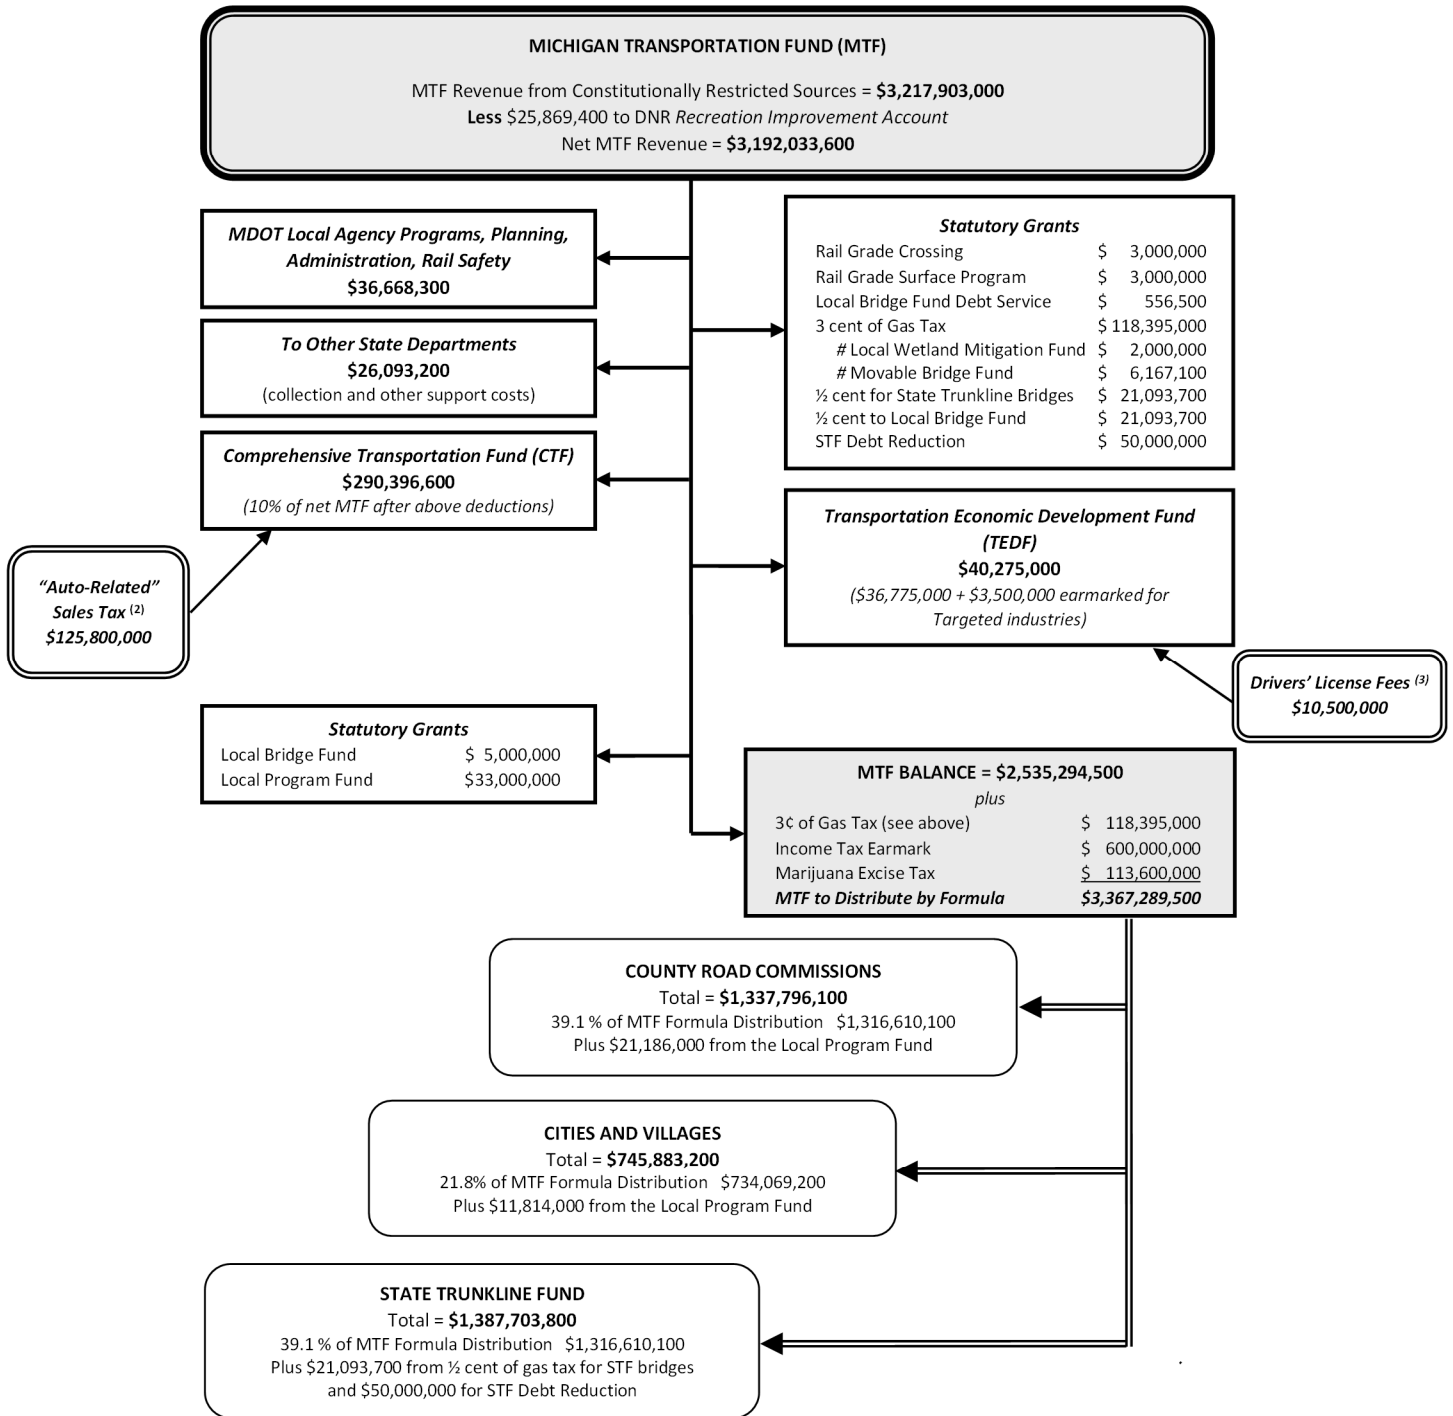 MICHIGAN TRANSPORTATION FUND (MTF)
MTF Revenue from Constitutionally Restricted Sources = $3,217,903,000
Less $25,869,400 to DNR Recreation Improvement Account
Net MTF Revenue = $3,192,033,600
MDOT Local Agency Programs, Planning,
Administration, Rail Safety
$36,668,300
Statutory Grants
Rail Grade Crossing $ 3,000,000
Rail Grade Surface Program $ 3,000,000
Local Bridge Fund Debt Service $ 556,500
3 cent of Gas Tax $ 118,395,000
# Local Wetland Mitigation Fund $ 2,000,000
# Movable Bridge Fund $ 6,167,100
½ cent for State Trunkline Bridges $ 21,093,700
½ cent to Local Bridge Fund $ 21,093,700
STF Debt Reduction $ 50,000,000
To Other State Departments
$26,093,200
(collection and other support costs)
Comprehensive Transportation Fund (CTF)
$290,396,600
(10% of net MTF after above deductions)
Transportation Economic Development Fund
(TEDF)
$40,275,000
($36,775,000 + $3,500,000 earmarked for
Targeted industries)
“Auto-Related”
Sales Tax (2)
$125,800,000
Drivers’ License Fees (3)
$10,500,000
Statutory Grants
Local Bridge Fund $ 5,000,000
Local Program Fund $33,000,000
MTF BALANCE = $2,535,294,500
plus
3¢ of Gas Tax (see above) $ 118,395,000
Income Tax Earmark $ 600,000,000
Marijuana Excise Tax $ 113,600,000
MTF to Distribute by Formula $3,367,289,500
COUNTY ROAD COMMISSIONS
Total = $1,337,796,100
39.1 % of MTF Formula Distribution $1,316,610,100
Plus $21,186,000 from the Local Program Fund
CITIES AND VILLAGES
Total = $745,883,200
21.8% of MTF Formula Distribution $734,069,200
Plus $11,814,000 from the Local Program Fund
STATE TRUNKLINE FUND
Total = $1,387,703,800
39.1 % of MTF Formula Distribution $1,316,610,100
Plus $21,093,700 from ½ cent of gas tax for STF bridges
and $50,000,000 for STF Debt Reduction